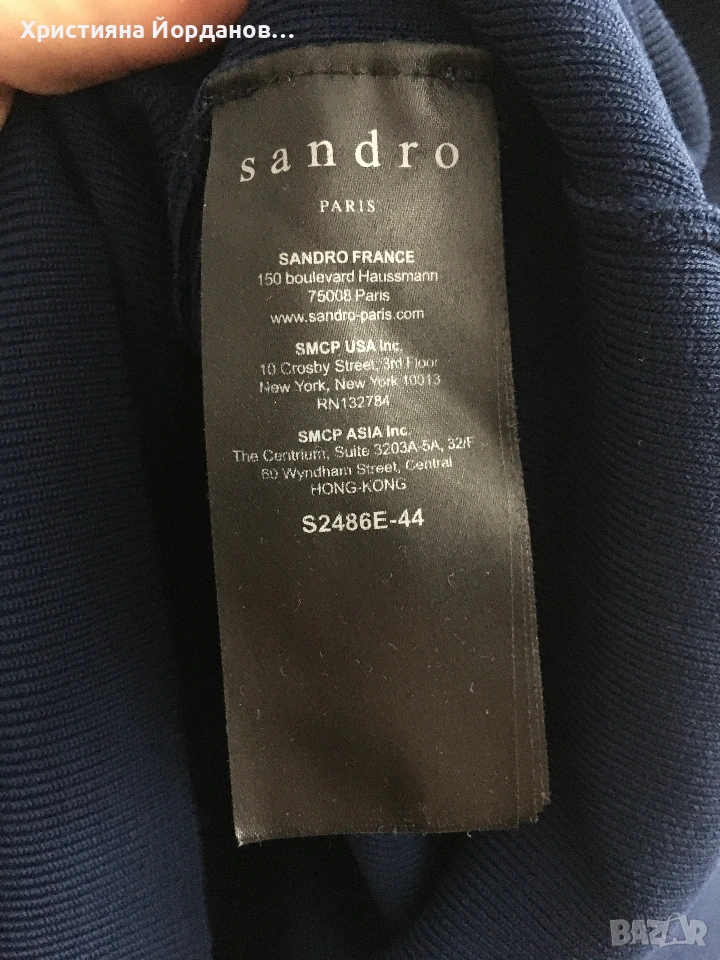 Християна Йорданов...
sandro
PARIS
SANDRO FRANCE
150 boulevard Haussmann
75008 Paris
www.sandro-paris.com
SMCP USA Inc.
10 Crosby Street, 3rd Floor
New York, New York 10013
RN132784
SMCP ASIA Inc.
The Centrium, Suite 3203A-5A, 32/F
60 Wyndham Street, Central
HONG-KONG
S2486E-44
BAZAR